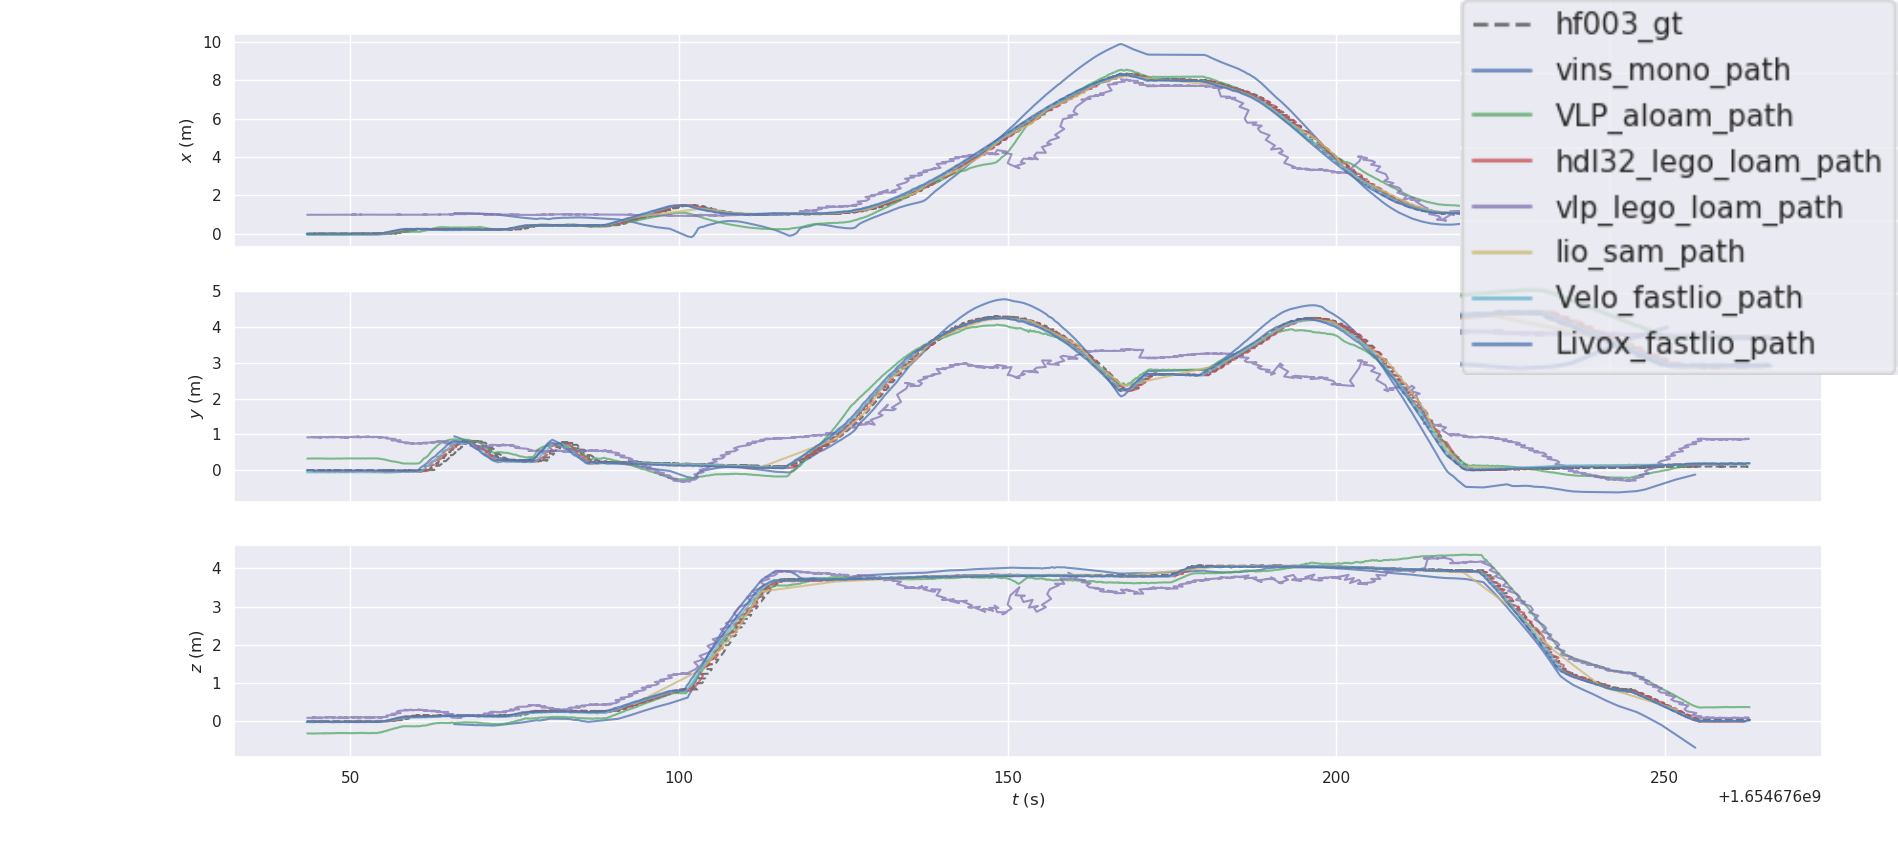 hf003_gt
vins_mono_path
VLP_aloam_path
hdl32_lego_loam_path
vlp_lego_loam_path
lio_sam_path
Velo_fastlio_path
Livox_fastlio_path
10
8
6
4
2
0
x (m)
5
4
3
2
1
0
y (m)
4
3
2
1
0
z (m)
50 100 150 200 250
t (s)
+1.654676e9